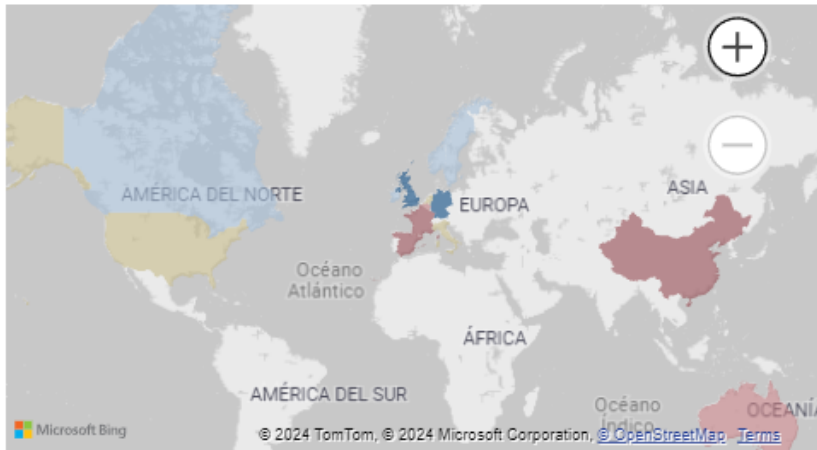 AMÉRICA DEL NORTE
EUROPA
ASIA
Océano
Atlántico
ÁFRICA
AMÉRICA DEL SUR
Océano
Índico
OCEANÍA
Microsoft Bing
© 2024 TomTom, © 2024 Microsoft Corporation, © OpenStreetMap Terms